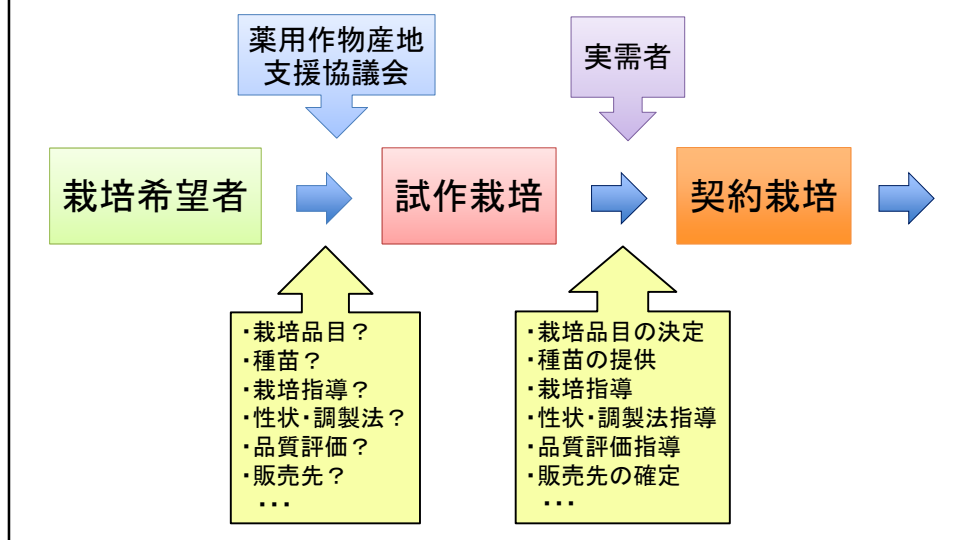 薬用作物産地
支援協議会
実需者
栽培希望者
試作栽培
契約栽培
・栽培品目？
・種苗？
・栽培指導？
・性状・調製法？
・品質評価？
・販売先？
・・・
・栽培品目の決定
・種苗の提供
・栽培指導
・性状・調製法指導
・品質評価指導
・販売先の確定
・・・